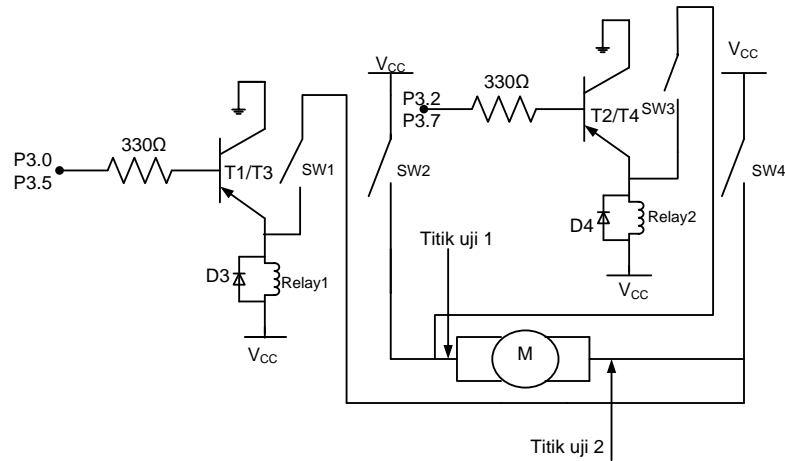 P3.0
P3.5
330Ω
T1/T3
SW1
D3
Relay1
VCC
VCC
SW2
P3.2
P3.7
330Ω
T2/T4
SW3
D4
Relay2
VCC
VCC
SW4
Titik uji 1
M
Titik uji 2